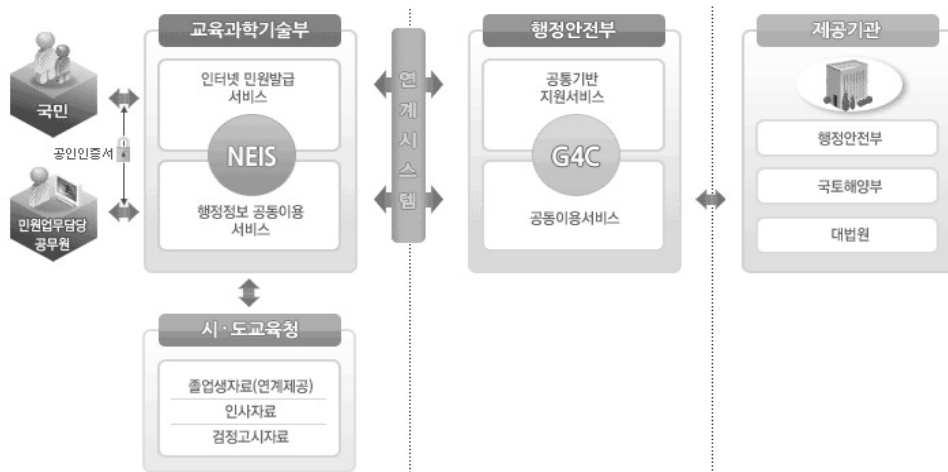 국민
공인인증서
민원업무담당
공무원
교육과학기술부
인터넷 민원발급
서비스
NEIS
행정정보 공동이용
서비스
시·도교육청
졸업생자료(연계제공)
인사자료
검정고시자료
연계시스템
행정안전부
공통기반
지원서비스
G4C
공동이용서비스
제공기관
행정안전부
국토해양부
대법원